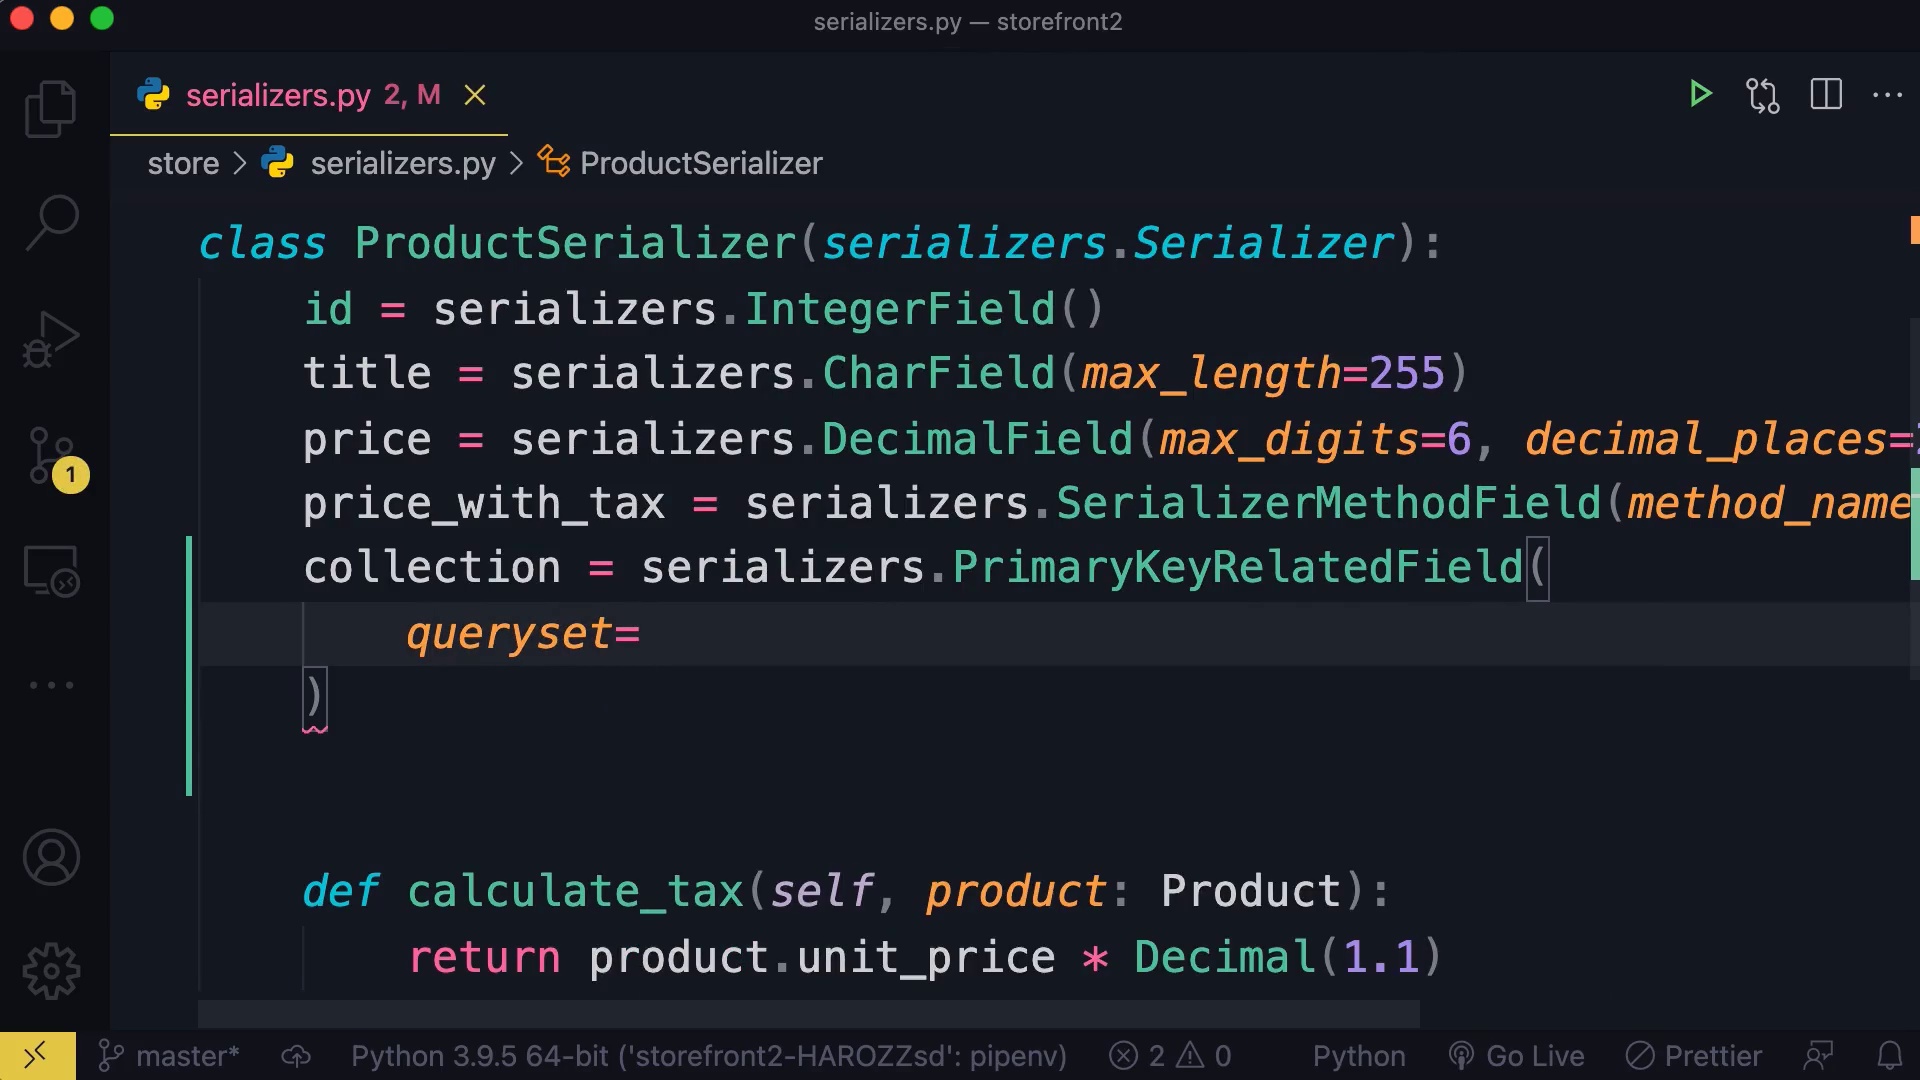 serializers.py — storefront2
serializers.py 2, M
store > serializers.py > ProductSerializer
class ProductSerializer(serializers.Serializer):
    id = serializers.IntegerField()
    title = serializers.CharField(max_length=255)
    price = serializers.DecimalField(max_digits=6, decimal_places=
    price_with_tax = serializers.SerializerMethodField(method_name
    collection = serializers.PrimaryKeyRelatedField(
        queryset=
    )
    def calculate_tax(self, product: Product):
        return product.unit_price * Decimal(1.1)
1
master* Python 3.9.5 64-bit ('storefront2-HAROZZsd': pipenv) 2 0 Python Go Live Prettier